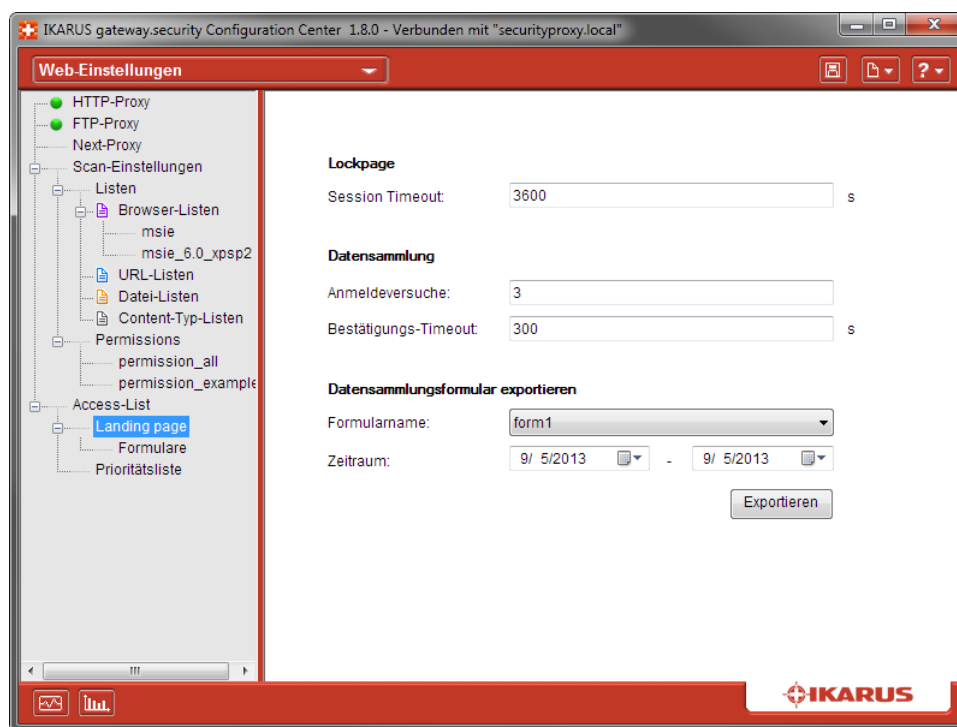 IKARUS gateway.security Configuration Center 1.8.0 - Verbunden mit "securityproxy.local"
Web-Einstellungen
HTTP-Proxy
FTP-Proxy
Next-Proxy
Scan-Einstellungen
Listen
Browser-Listen
msie
msie_6.0_xpsp2
URL-Listen
Datei-Listen
Content-Typ-Listen
Permissions
permission_all
permission_example
Access-List
Landing page
Formulare
Prioritätsliste
Lockpage
Session Timeout: 3600 s
Datensammlung
Anmeldeversuche: 3
Bestätigungs-Timeout: 300 s
Datensammlungsformular exportieren
Formularname: form1
Zeitraum: 9/ 5/2013 - 9/ 5/2013
Exportieren
IKARUS